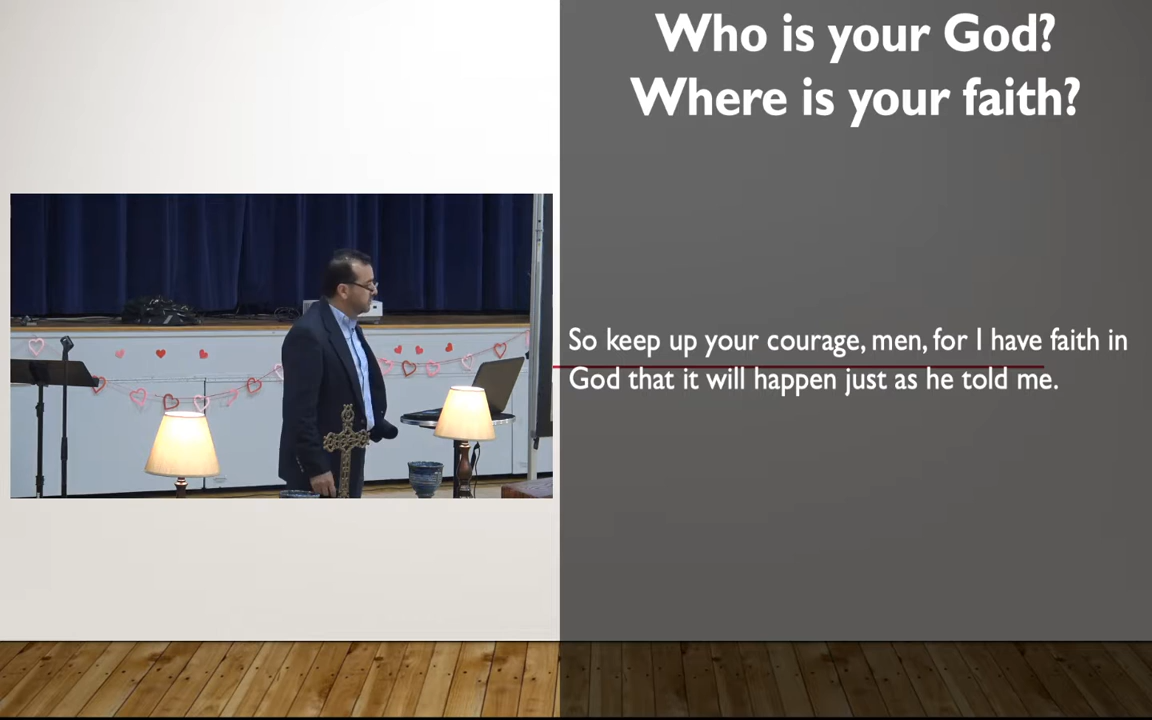 Who is your God?
Where is your faith?
So keep up your courage, men, for I have faith in
God that it will happen just as he told me.